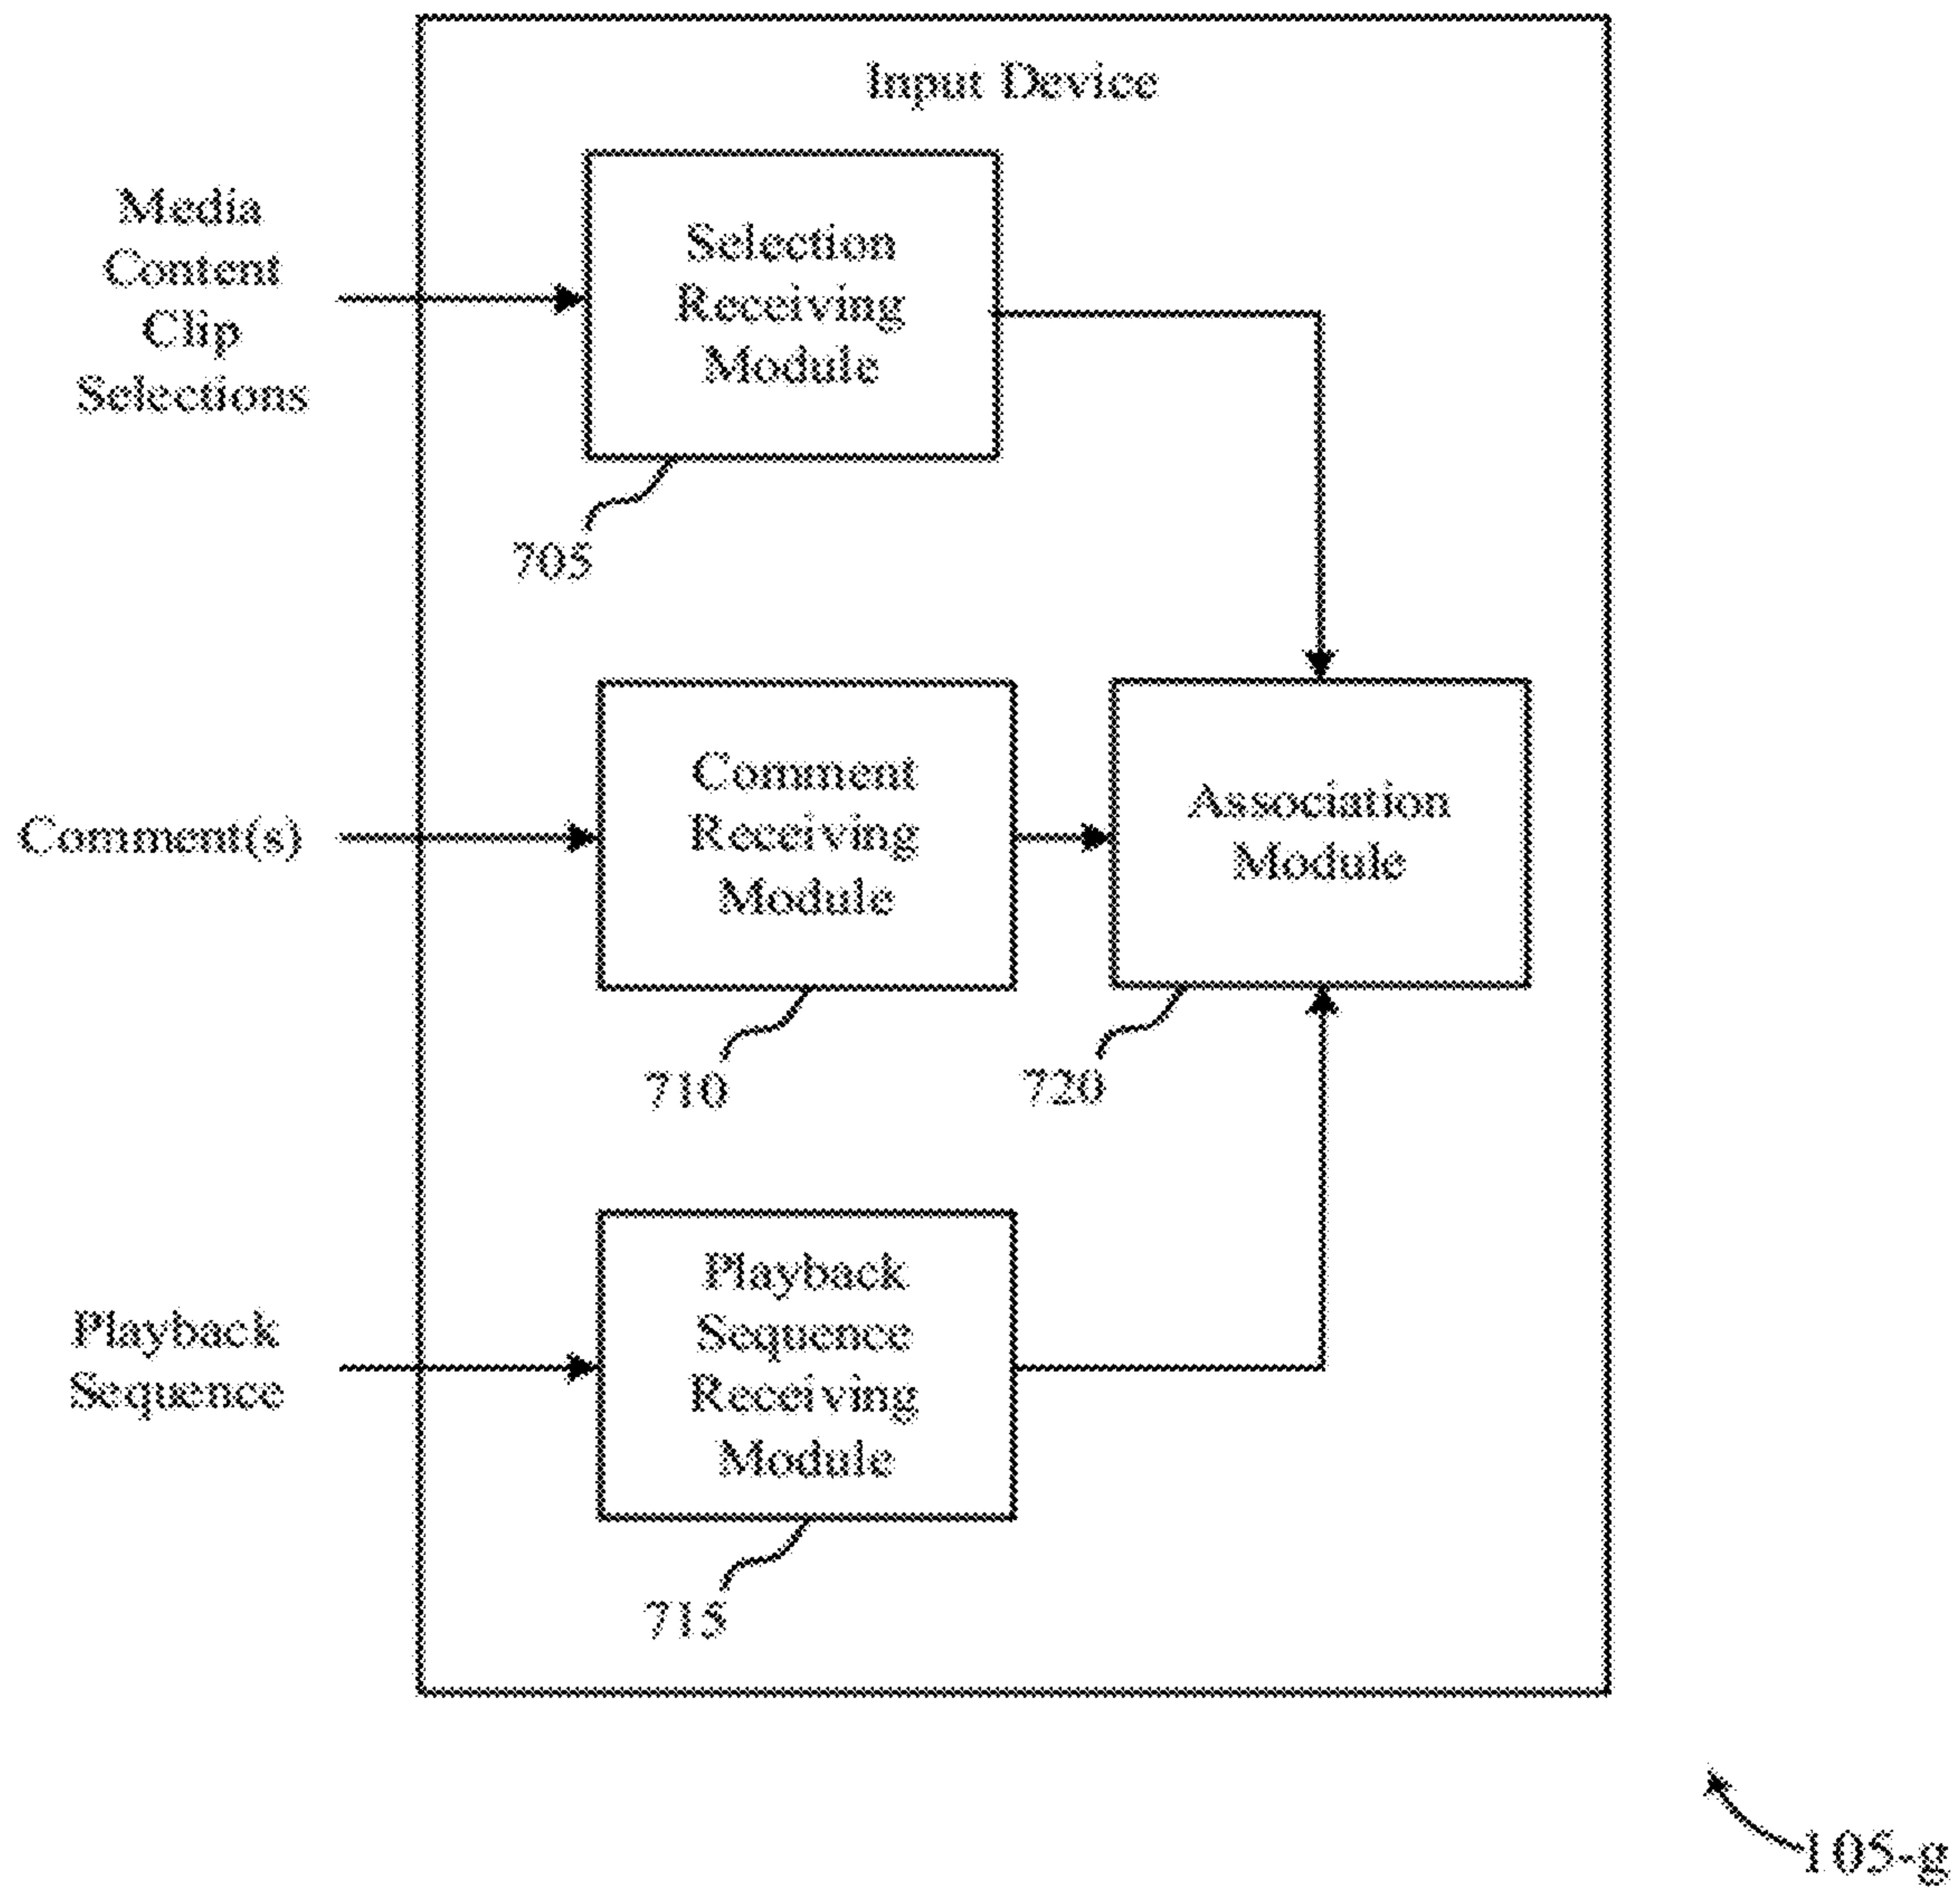 Input Device
Media
Content
Clip
Selections
Selection
Receiving
Module
705
Comment(s)
Comment
Receiving
Module
710
Association
Module
720
Playback
Sequence
Playback
Sequence
Receiving
Module
715
105-g